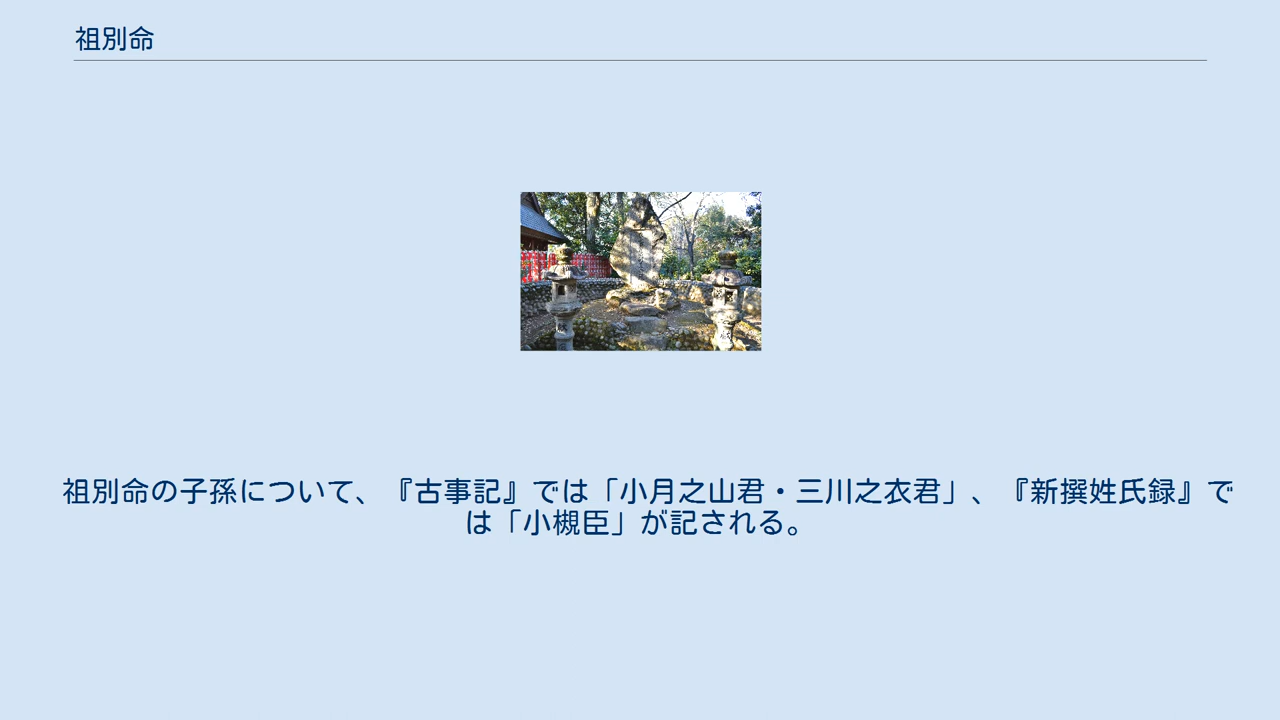 祖別命
祖別命の子孫について、『古事記』では「小月之山君・三川之衣君」、『新撰姓氏録』で
は「小槻臣」が記される。